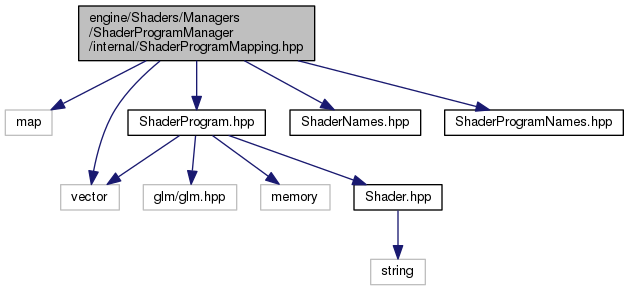 engine/Shaders/Managers
/ShaderProgramManager
/internal/ShaderProgramMapping.hpp
map
ShaderProgram.hpp
ShaderNames.hpp
ShaderProgramNames.hpp
vector
glm/glm.hpp
memory
Shader.hpp
string